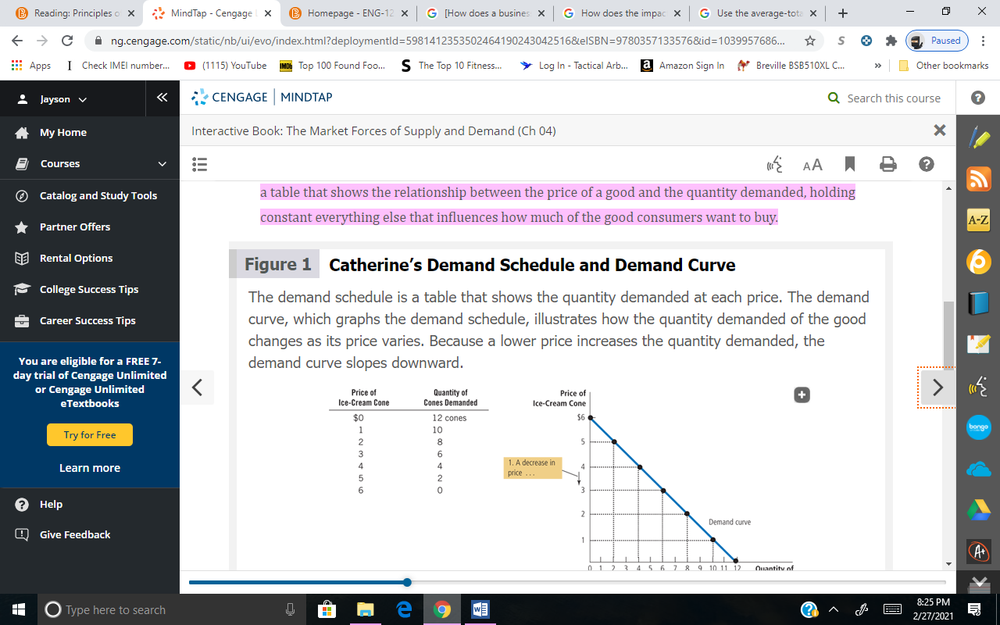 Reading: Principles o
MindTap - Cengage
Homepage - ENG-12
[How does a busines
How does the impac
Use the average-tota
ng.cengage.com/static/nb/ui/evo/index.html?deploymentId=5981412353502464190243042516&eISBN=9780357133576&id=1039957686...
S
Paused
Apps
Check IMEI number...
(1115) YouTube
IMDb
Top 100 Found Foo...
S
The Top 10 Fitness...
Log In - Tactical Arb...
a
Amazon Sign In
Breville BSB510XL C...
»
Other bookmarks
Jayson
My Home
Courses
Catalog and Study Tools
Partner Offers
Rental Options
College Success Tips
Career Success Tips
You are eligible for a FREE 7-
day trial of Cengage Unlimited
or Cengage Unlimited
eTextbooks
Try for Free
Learn more
Help
Give Feedback
CENGAGE | MINDTAP
Search this course
Interactive Book: The Market Forces of Supply and Demand (Ch 04)
AA
a table that shows the relationship between the price of a good and the quantity demanded, holding
constant everything else that influences how much of the good consumers want to buy.
Figure 1 Catherine’s Demand Schedule and Demand Curve
The demand schedule is a table that shows the quantity demanded at each price. The demand
curve, which graphs the demand schedule, illustrates how the quantity demanded of the good
changes as its price varies. Because a lower price increases the quantity demanded, the
demand curve slopes downward.
Price of Quantity of
Ice-Cream Cone Cones Demanded
$0 12 cones
1 10
2 8
3 6
4 4
5 2
6 0
Price of
Ice-Cream Cone
$6
5
4
3
2
1
1. A decrease in
price . . .
Demand curve
0 1 2 3 4 5 6 7 8 9 10 11 12 Quantity of
A-Z
bongo
A+
Type here to search
8:25 PM
2/27/2021